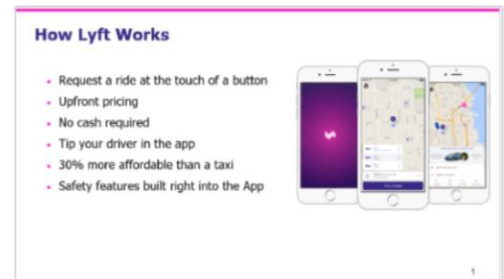 How Lyft Works
Request a ride at the touch of a button
Upfront pricing
No cash required
Tip your driver in the app
30% more affordable than a taxi
Safety features built right into the App
1